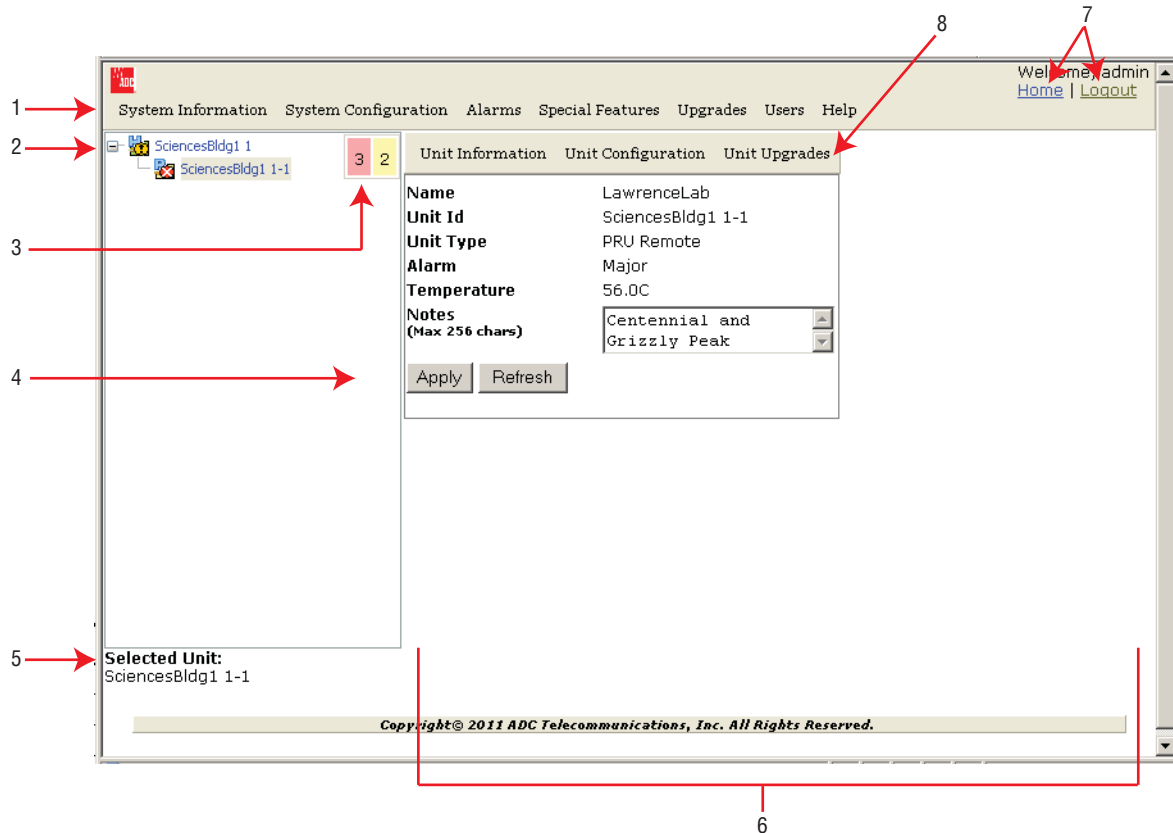 8
7
ADC
Welcome, admin
Home | Logout
1
System Information System Configuration Alarms Special Features Upgrades Users Help
2
SciencesBldg1 1
SciencesBldg1 1-1
3 2
Unit Information Unit Configuration Unit Upgrades
3
Name LawrenceLab
Unit Id SciencesBldg1 1-1
Unit Type PRU Remote
Alarm Major
Temperature 56.0C
Notes
(Max 256 chars)
Centennial and
Grizzly Peak
4
Apply Refresh
5
Selected Unit:
SciencesBldg1 1-1
Copyright© 2011 ADC Telecommunications, Inc. All Rights Reserved.
6